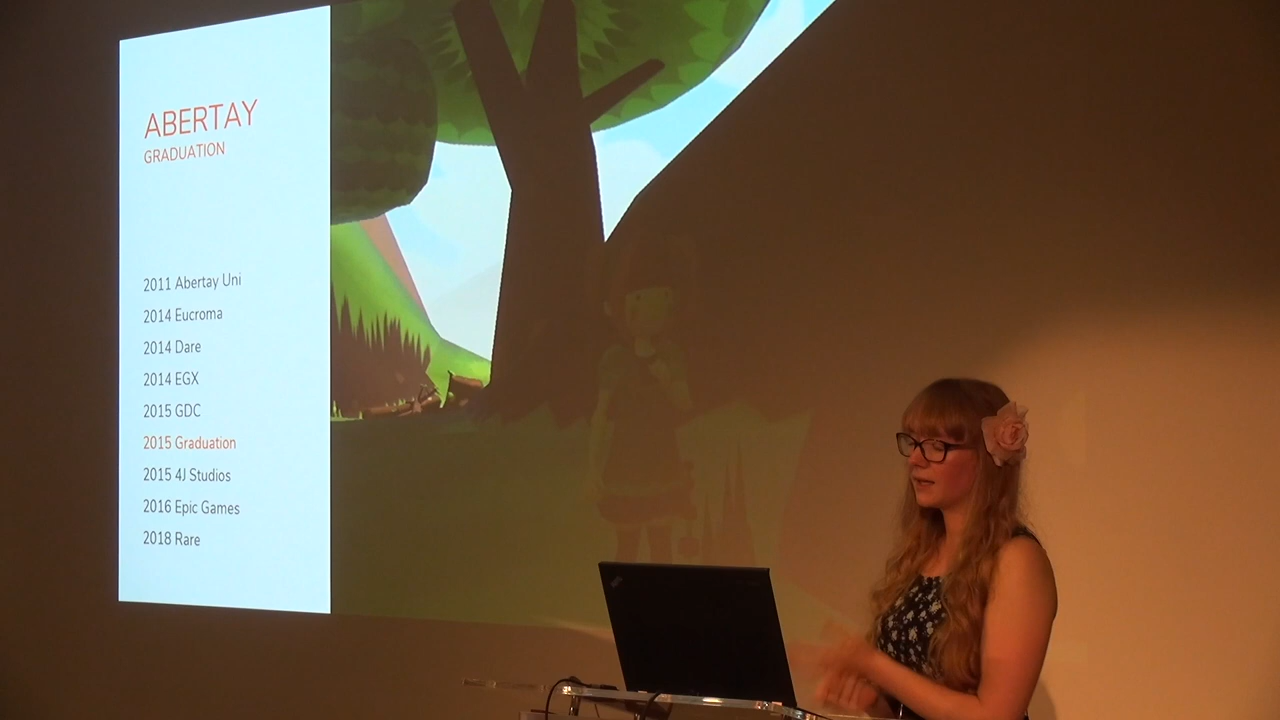 ABERTAY
GRADUATION
2011 Abertay Uni
2014 Eucroma
2014 Dare
2014 EGX
2015 GDC
2015 Graduation
2015 4J Studios
2016 Epic Games
2018 Rare